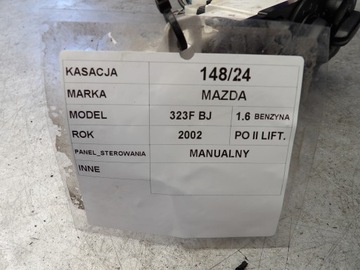 KASACJA 148/24
MARKA MAZDA
MODEL 323F BJ 1.6 BENZYNA
ROK 2002 PO II LIFT.
PANEL_STEROWANIA MANUALNY
INNE